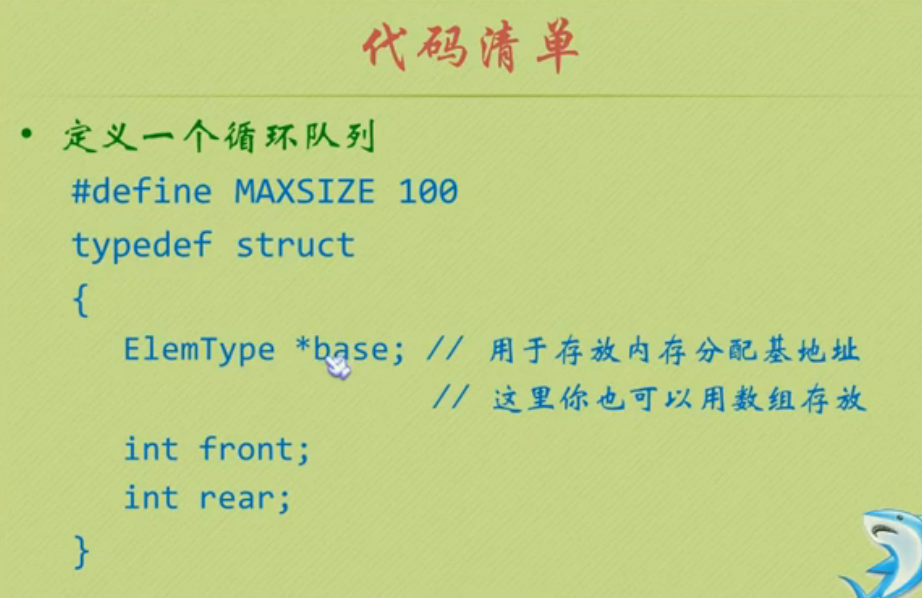 代码清单
• 定义一个循环队列
#define MAXSIZE 100
typedef struct
{
ElemType *base; // 用于存放内存分配基地址
// 这里你也可以用数组存放
int front;
int rear;
}